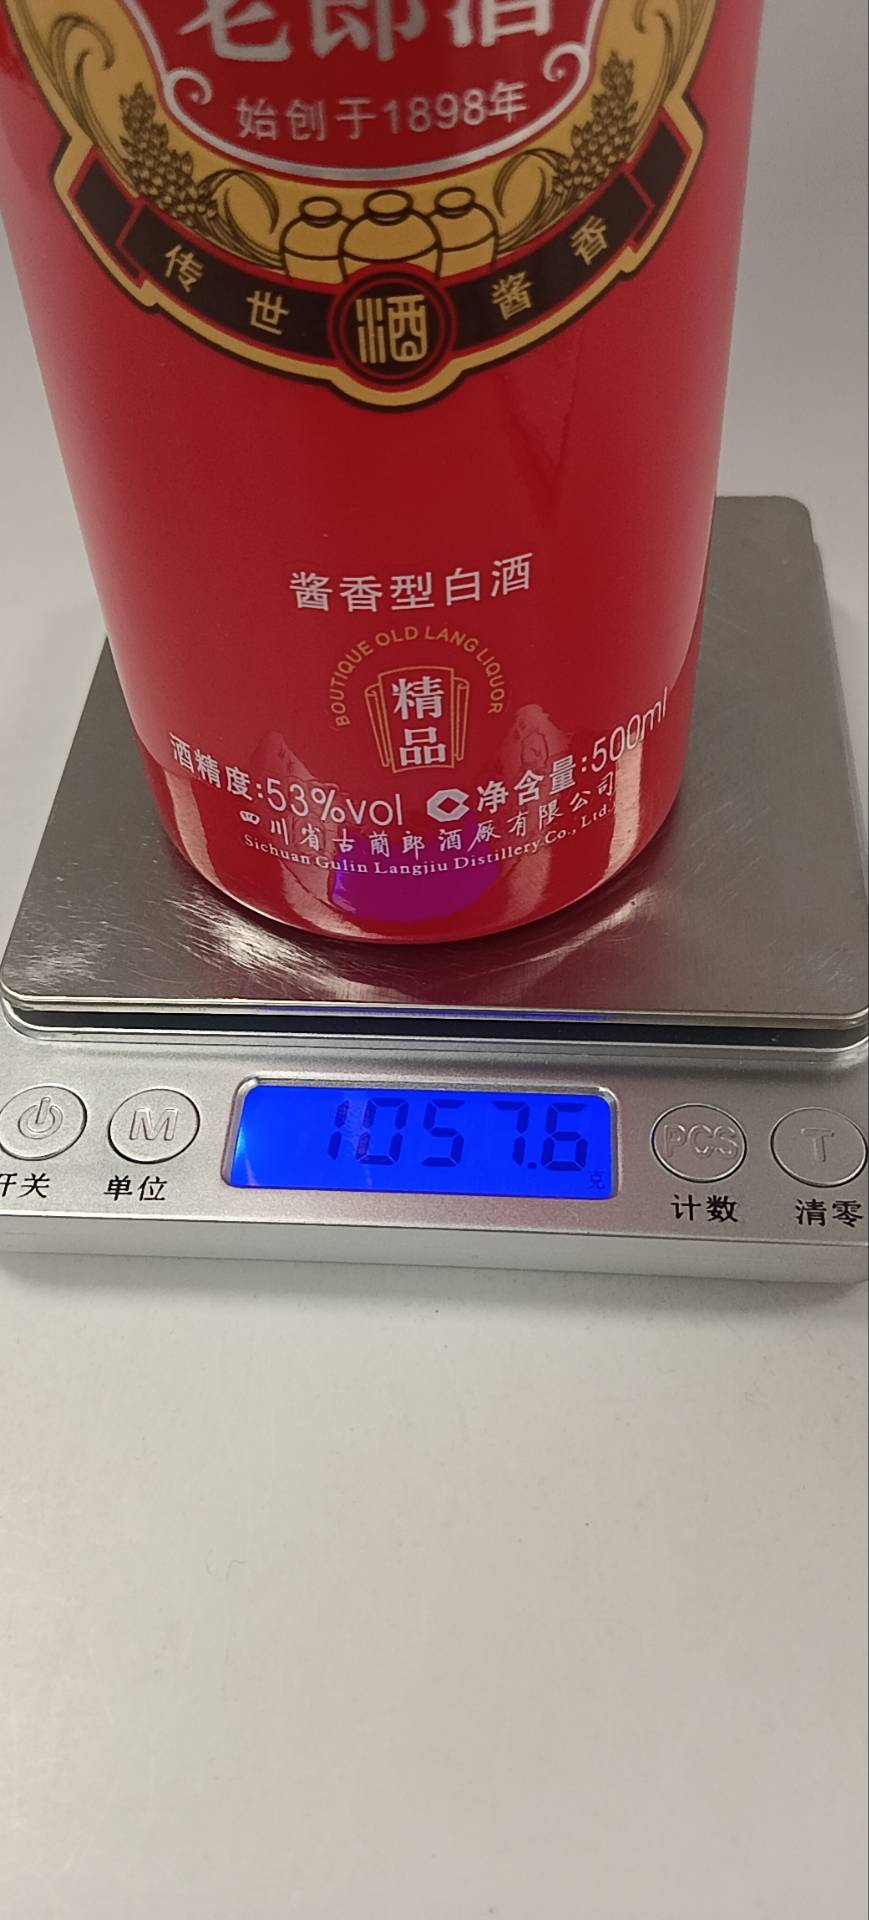 老郎酒
始创于1898年
传世酒酱香
酱香型白酒
BOUTIQUE OLD LANG LIQUOR
精品
酒精度:53%vol 净含量:500ml
四川省古蔺郎酒厂有限公司
Sichuan Gulin Langjiu Distillery Co., Ltd.
1057.6
克
M
PCS
T
开关
单位
计数
清零